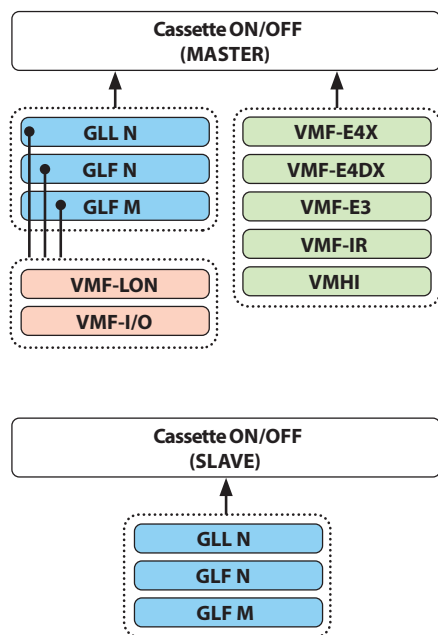 Cassette ON/OFF
(MASTER)
GLL N
GLF N
GLF M
VMF-LON
VMF-I/O
VMF-E4X
VMF-E4DX
VMF-E3
VMF-IR
VMHI
Cassette ON/OFF
(SLAVE)
GLL N
GLF N
GLF M